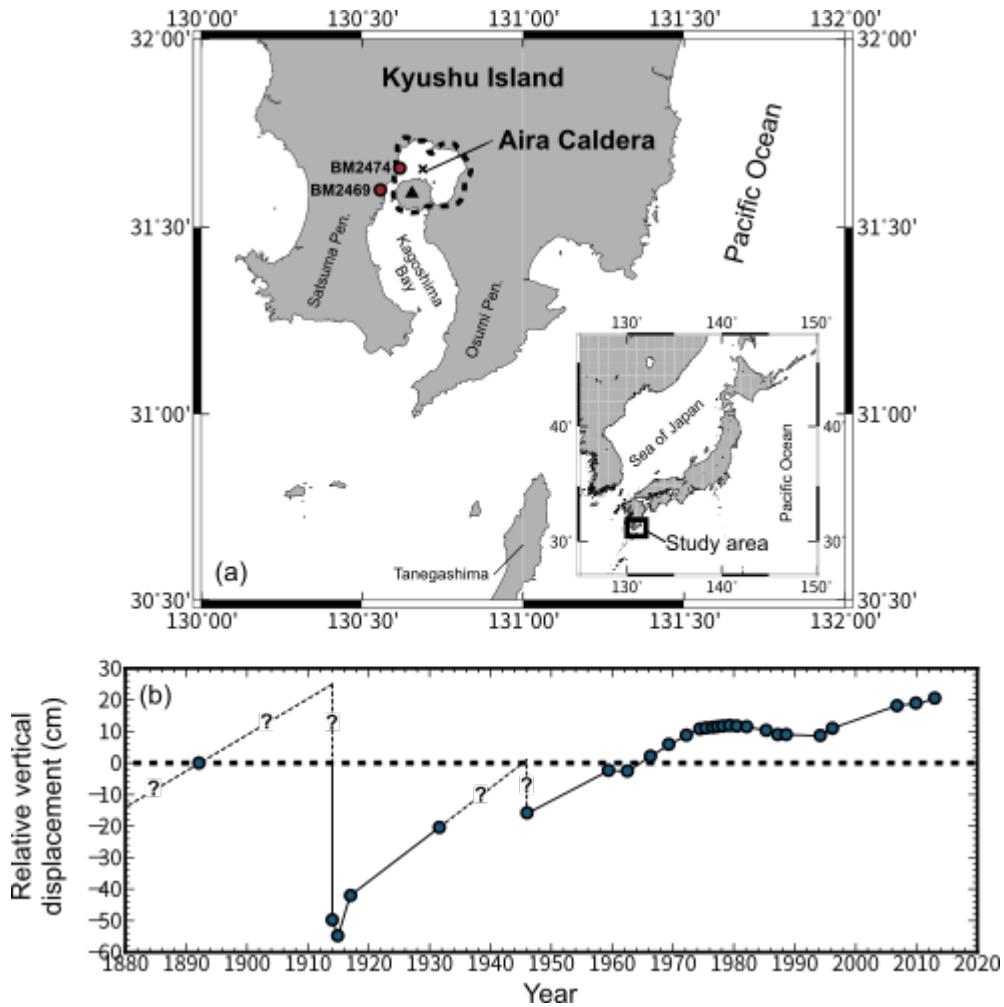 130°00' 130°30' 131°00' 131°30' 132°00'
32°00' 32°00'
Kyushu Island
Aira Caldera
BM2474
BM2469
Pacific Ocean
31°30' 31°30'
Satsuma Pen.
Kagoshima
Bay
Osumi Pen.
130° 140° 150°
Sea of Japan
Pacific Ocean
40° 40°
31°00' 31°00'
30° 30°
Study area
130° 140° 150°
Tanegashima
(a)
30°30' 30°30'
130°00' 130°30' 131°00' 131°30' 132°00'
(b)
Relative vertical
displacement (cm)
30
20
10
0
−10
−20
−30
−40
−50
−60
? ? ? ? ?
1880 1890 1900 1910 1920 1930 1940 1950 1960 1970 1980 1990 2000 2010 2020
Year